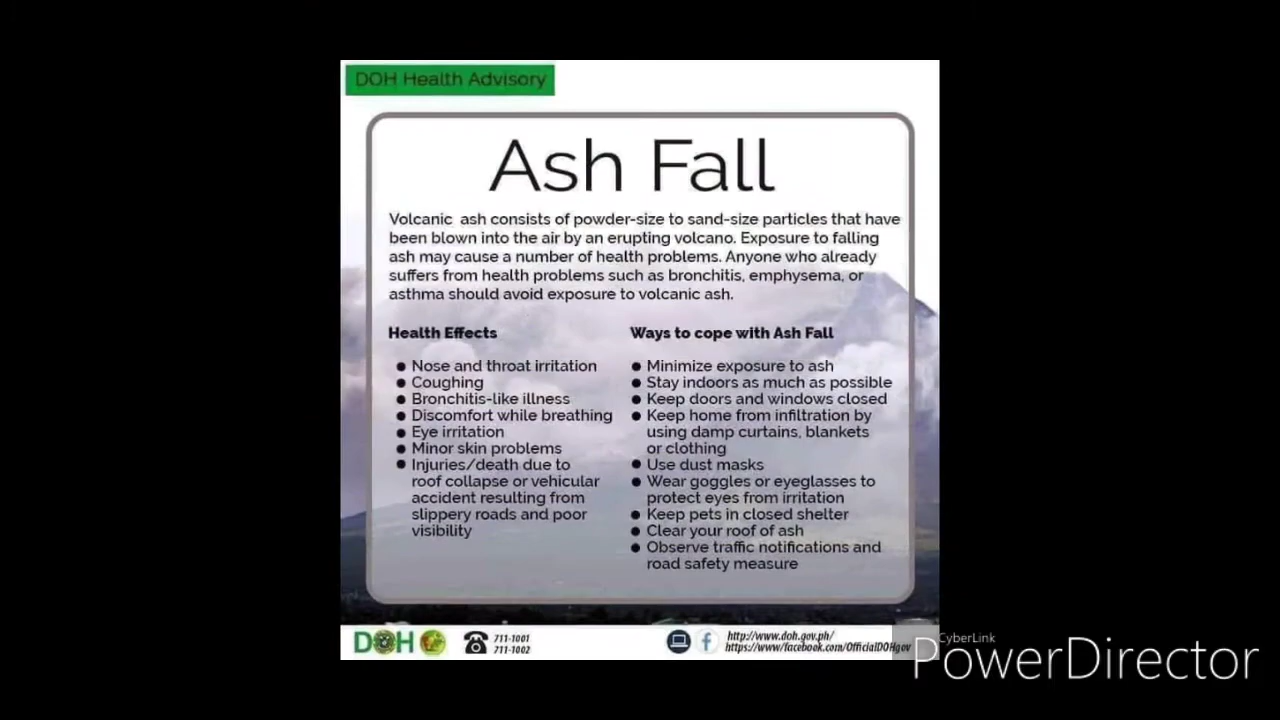 DOH Health Advisory
Ash Fall
Volcanic ash consists of powder-size to sand-size particles that have
been blown into the air by an erupting volcano. Exposure to falling
ash may cause a number of health problems. Anyone who already
suffers from health problems such as bronchitis, emphysema, or
asthma should avoid exposure to volcanic ash.
Health Effects
● Nose and throat irritation
● Coughing
● Bronchitis-like illness
● Discomfort while breathing
● Eye irritation
● Minor skin problems
● Injuries/death due to
roof collapse or vehicular
accident resulting from
slippery roads and poor
visibility
Ways to cope with Ash Fall
● Minimize exposure to ash
● Stay indoors as much as possible
● Keep doors and windows closed
● Keep home from infiltration by
using damp curtains, blankets
or clothing
● Use dust masks
● Wear goggles or eyeglasses to
protect eyes from irritation
● Keep pets in closed shelter
● Clear your roof of ash
● Observe traffic notifications and
road safety measure
DOH
711-1001
711-1002
http://www.doh.gov.ph/
https://www/facebook.com/OfficialDOHgov
CyberLink
PowerDirector